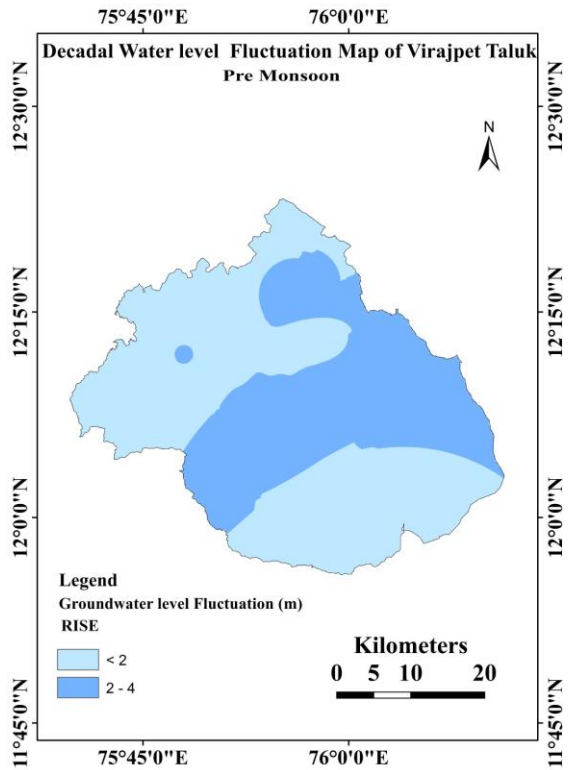 75°45'0"E 76°0'0"E
Decadal Water level Fluctuation Map of Virajpet Taluk
Pre Monsoon
N
12°30'0"N 12°30'0"N
12°15'0"N 12°15'0"N
12°0'0"N 12°0'0"N
11°45'0"N 11°45'0"N
Legend
Groundwater level Fluctuation (m)
RISE
< 2
2 - 4
Kilometers
0 5 10 20
75°45'0"E 76°0'0"E